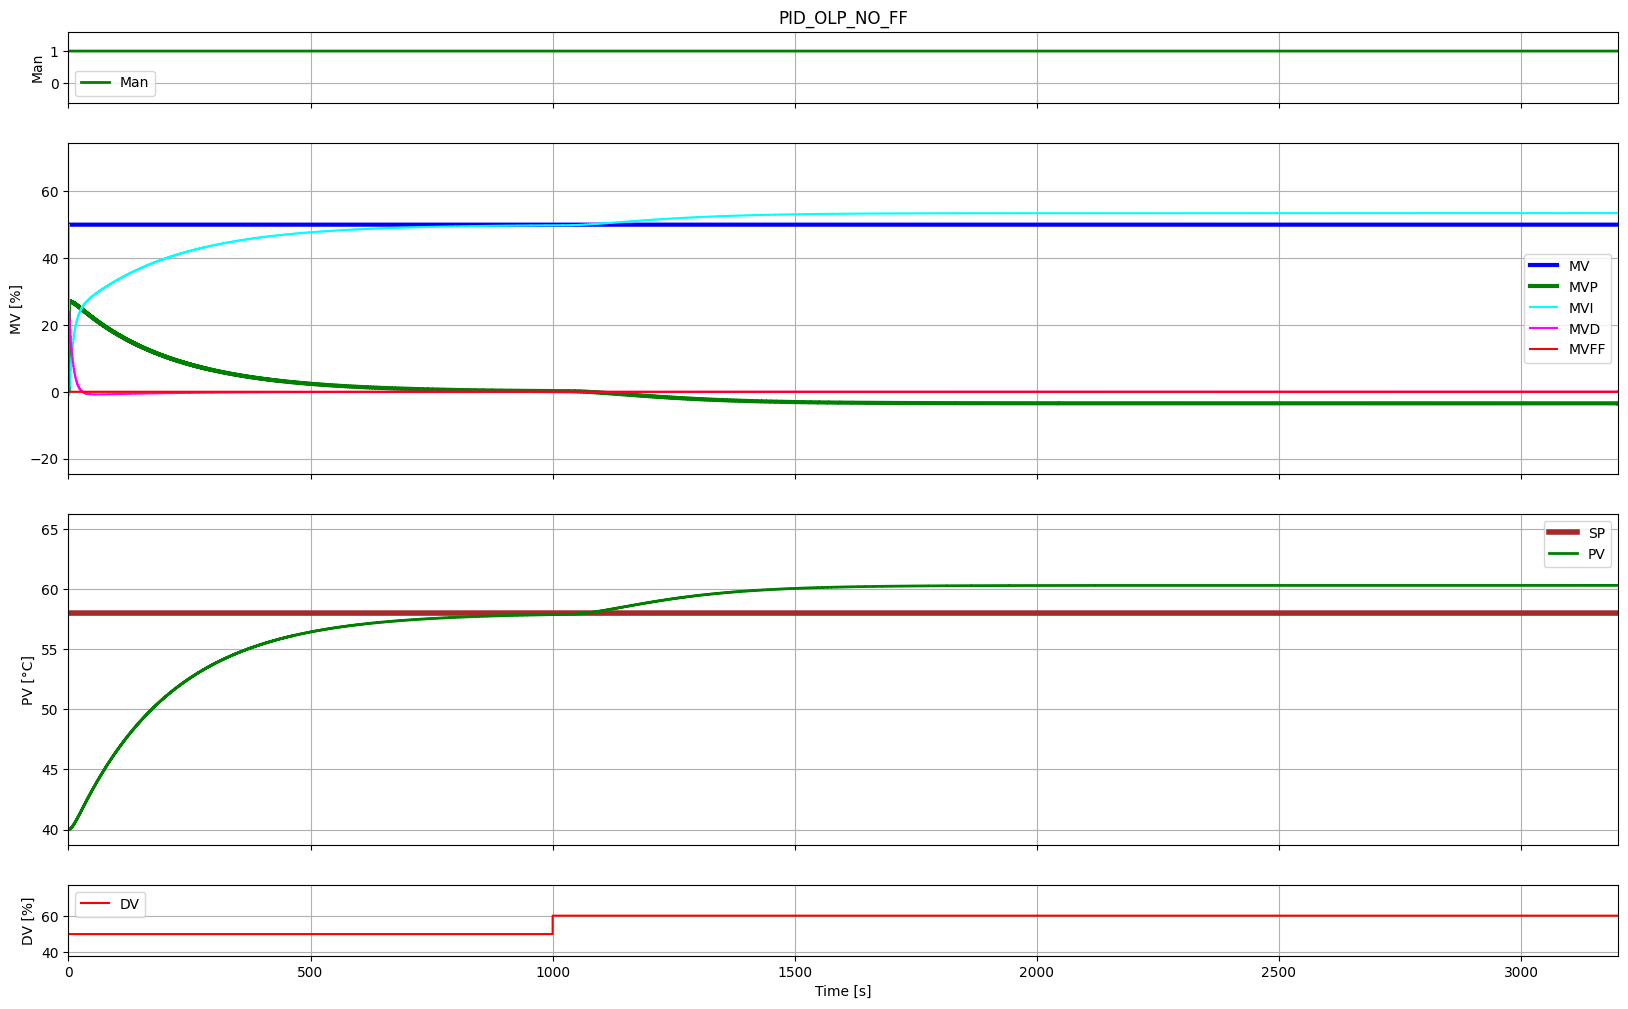 PID_OLP_NO_FF
Man
1
0
Man
MV [%]
60
40
20
0
−20
MV
MVP
MVI
MVD
MVFF
PV [°C]
65
60
55
50
45
40
SP
PV
DV [%]
60
40
DV
0 500 1000 1500 2000 2500 3000
Time [s]